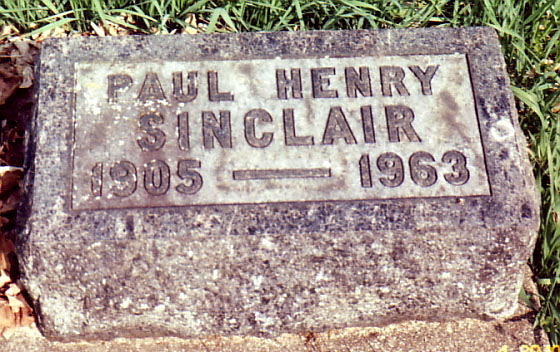 PAUL HENRY
SINCLAIR
1905 — 1963